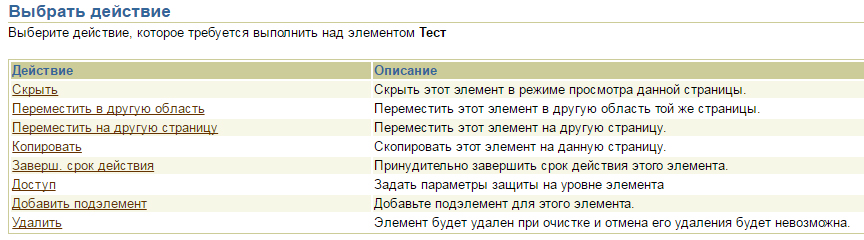 Выбрать действие
Выберите действие, которое требуется выполнить над элементом Тест
Действие Описание
Скрыть Скрыть этот элемент в режиме просмотра данной страницы.
Переместить в другую область Переместить этот элемент в другую область той же страницы.
Переместить на другую страницу Переместить этот элемент на другую страницу.
Копировать Скопировать этот элемент на данную страницу.
Заверш. срок действия Принудительно завершить срок действия этого элемента.
Доступ Задать параметры защиты на уровне элемента
Добавить подэлемент Добавьте подэлемент для этого элемента.
Удалить Элемент будет удален при очистке и отмена его удаления будет невозможна.